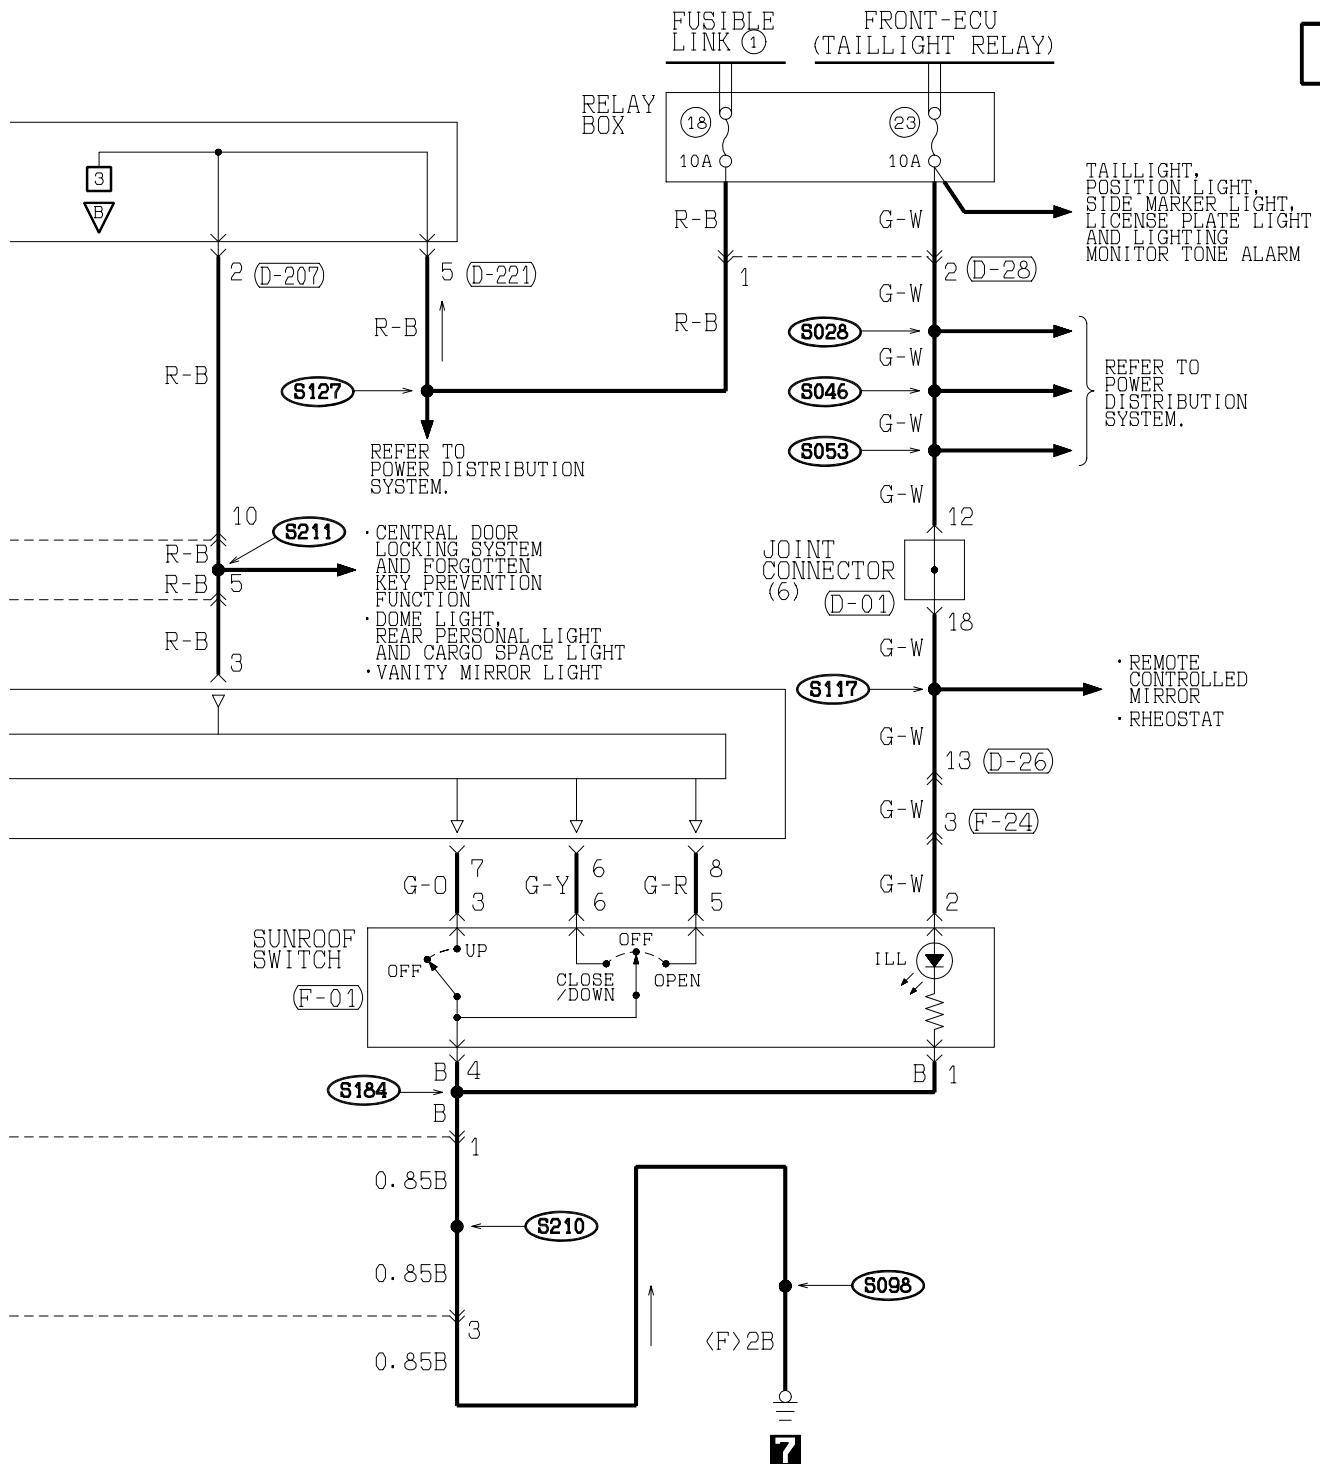 FUSIBLE
LINK 1
FRONT-ECU
(TAILLIGHT RELAY)
RELAY
BOX
18
10A
23
10A
3
B
TAILLIGHT,
POSITION LIGHT,
SIDE MARKER LIGHT,
LICENSE PLATE LIGHT
AND LIGHTING
MONITOR TONE ALARM
R-B
G-W
2 (D-207)
5 (D-221)
1
2 (D-28)
G-W
R-B
R-B
S028
G-W
R-B
S127
S046
REFER TO
POWER
DISTRIBUTION
SYSTEM.
G-W
S053
REFER TO
POWER DISTRIBUTION
SYSTEM.
G-W
10
S211
12
R-B
R-B
5
· CENTRAL DOOR
LOCKING SYSTEM
AND FORGOTTEN
KEY PREVENTION
FUNCTION
· DOME LIGHT,
REAR PERSONAL LIGHT
AND CARGO SPACE LIGHT
· VANITY MIRROR LIGHT
JOINT
CONNECTOR
(6)
(D-01)
18
R-B
3
G-W
S117
· REMOTE
CONTROLLED
MIRROR
· RHEOSTAT
G-W
13 (D-26)
G-W
3 (F-24)
7
6
8
G-O
G-Y
G-R
G-W
3
6
5
2
SUNROOF
SWITCH
(F-01)
UP
OFF
OFF
CLOSE
/DOWN
OPEN
ILL
B
4
B
1
S184
B
1
0.85B
S210
0.85B
S098
3
<F>2B
0.85B
7